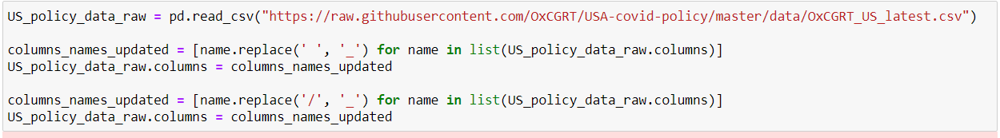 US_policy_data_raw = pd.read_csv("https://raw.githubusercontent.com/OxCGRT/USA-covid-policy/master/data/OxCGRT_US_latest.csv")
columns_names_updated = [name.replace(' ', '_') for name in list(US_policy_data_raw.columns)]
US_policy_data_raw.columns = columns_names_updated
columns_names_updated = [name.replace('/', '_') for name in list(US_policy_data_raw.columns)]
US_policy_data_raw.columns = columns_names_updated